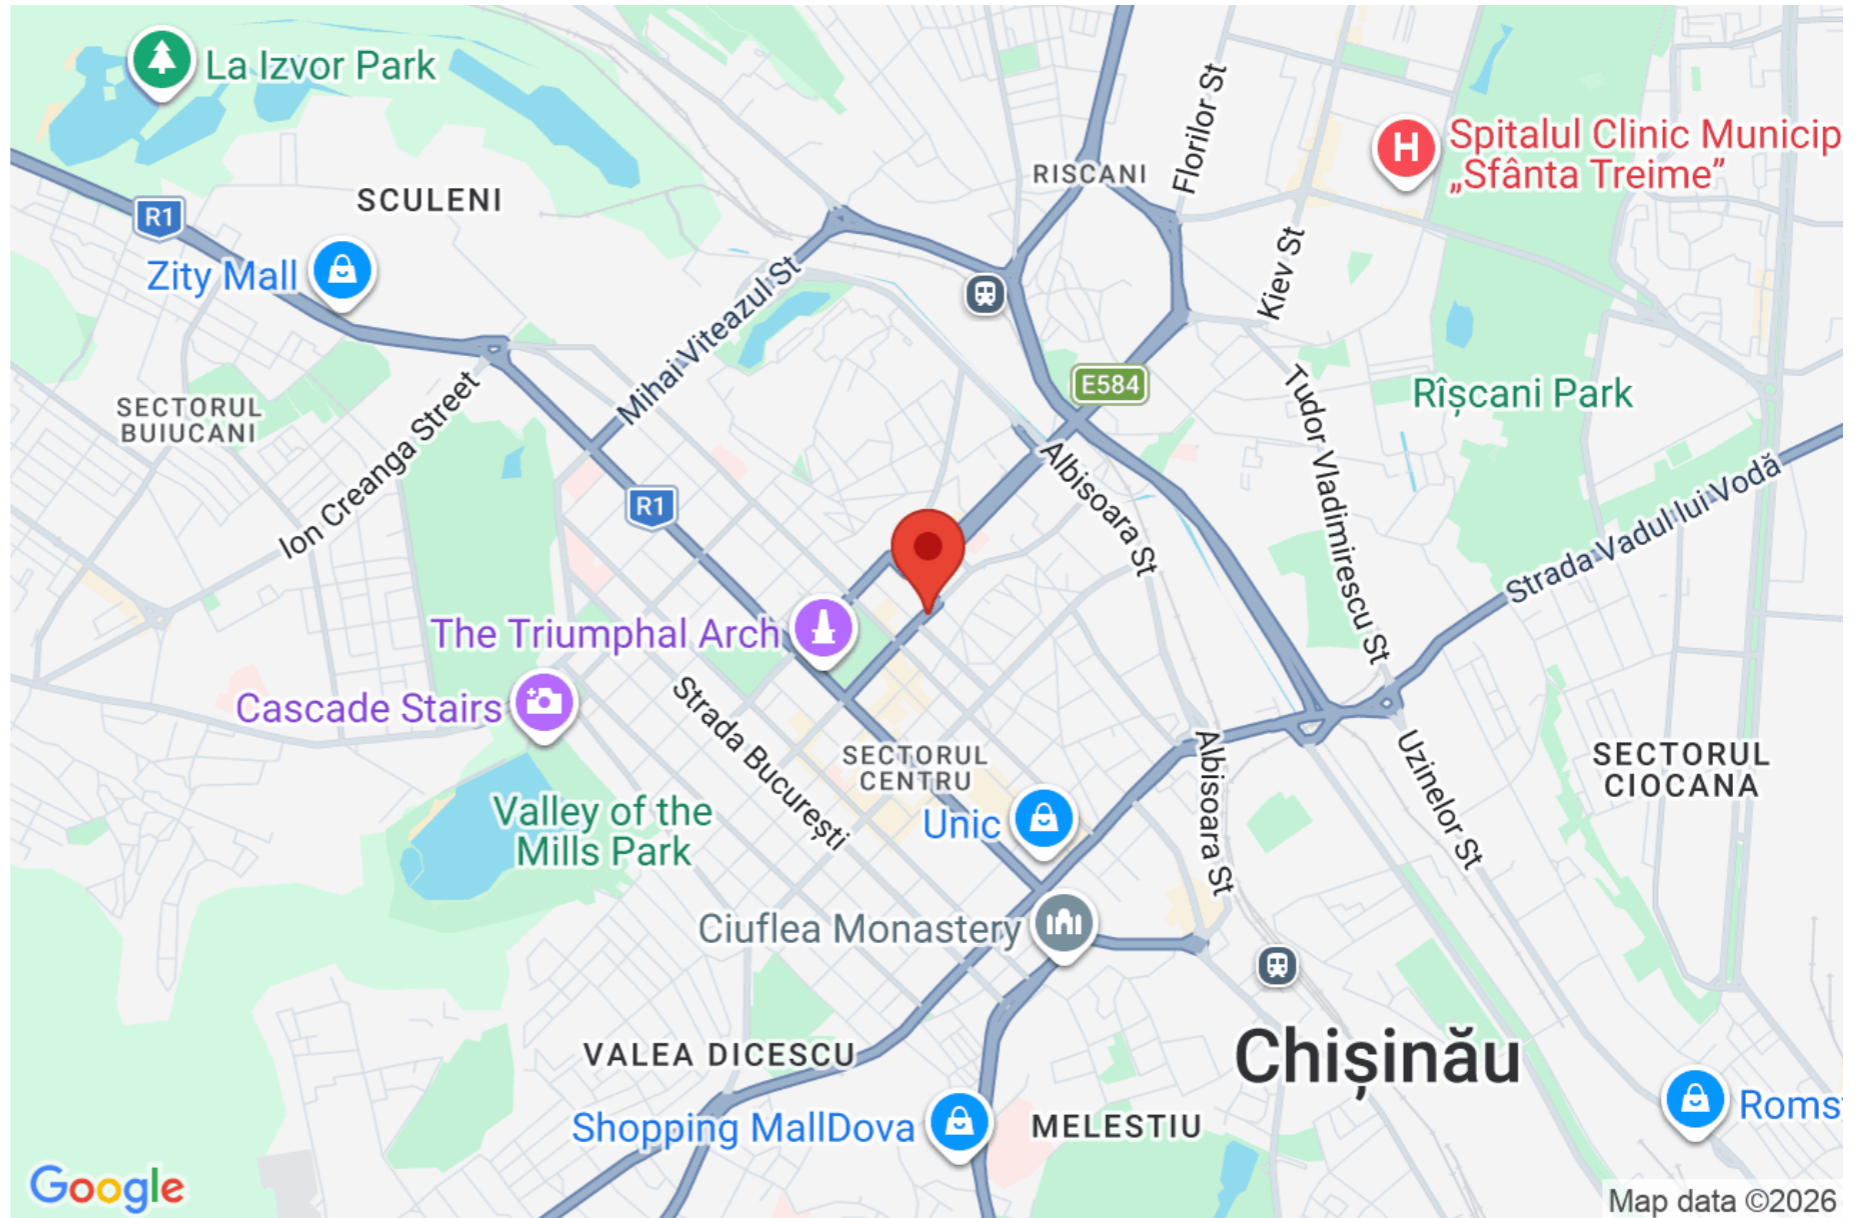 La Izvor Park
Florilor St
Spitalul Clinic Municip
„Sfânta Treime”
RISCANI
SCULENI
R1
Zity Mall
Kiev St
Mihai Viteazul St
E584
Rîșcani Park
SECTORUL
BUIUCANI
Ion Creanga Street
Tudor Vladimirescu St
Albisoara St
Strada Vadul lui Vodă
R1
The Triumphal Arch
Cascade Stairs
Strada București
SECTORUL
CENTRU
Albisoara St
Uzinelor St
SECTORUL
CIOCANA
Valley of the
Mills Park
Unic
Ciuflea Monastery
Chișinău
VALEA DICESCU
Shopping MallDova
MELESTIU
Roms
Google
Map data ©2026